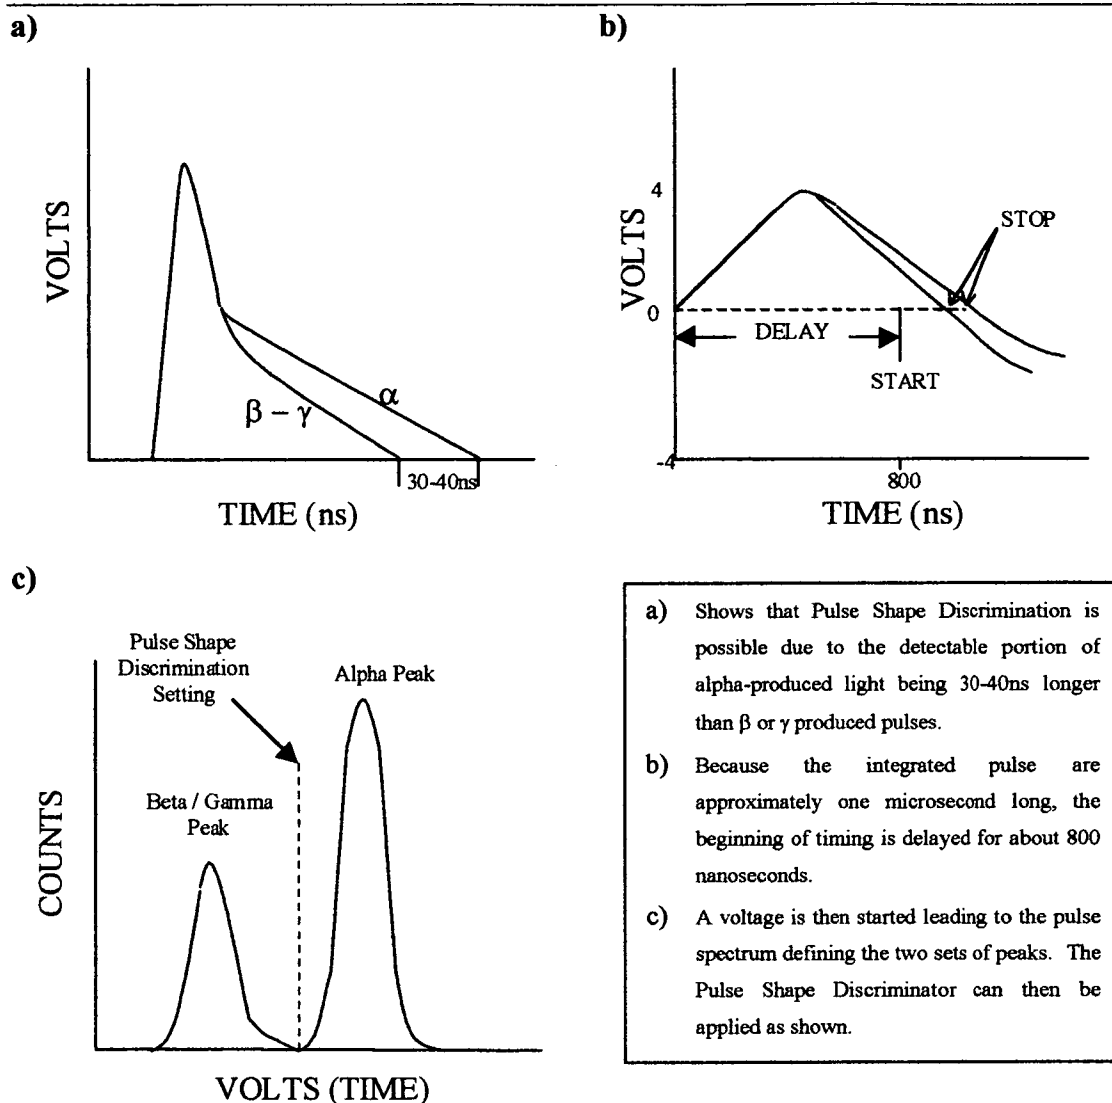 a)
VOLTS
β – γ
α
30-40ns
TIME (ns)
b)
VOLTS
4
0
-4
STOP
DELAY
START
800
TIME (ns)
c)
COUNTS
Pulse Shape
Discrimination
Setting
Alpha Peak
Beta / Gamma
Peak
VOLTS (TIME)
a) Shows that Pulse Shape Discrimination is
possible due to the detectable portion of
alpha-produced light being 30-40ns longer
than β or γ produced pulses.
b) Because the integrated pulse are
approximately one microsecond long, the
beginning of timing is delayed for about 800
nanoseconds.
c) A voltage is then started leading to the pulse
spectrum defining the two sets of peaks. The
Pulse Shape Discriminator can then be
applied as shown.